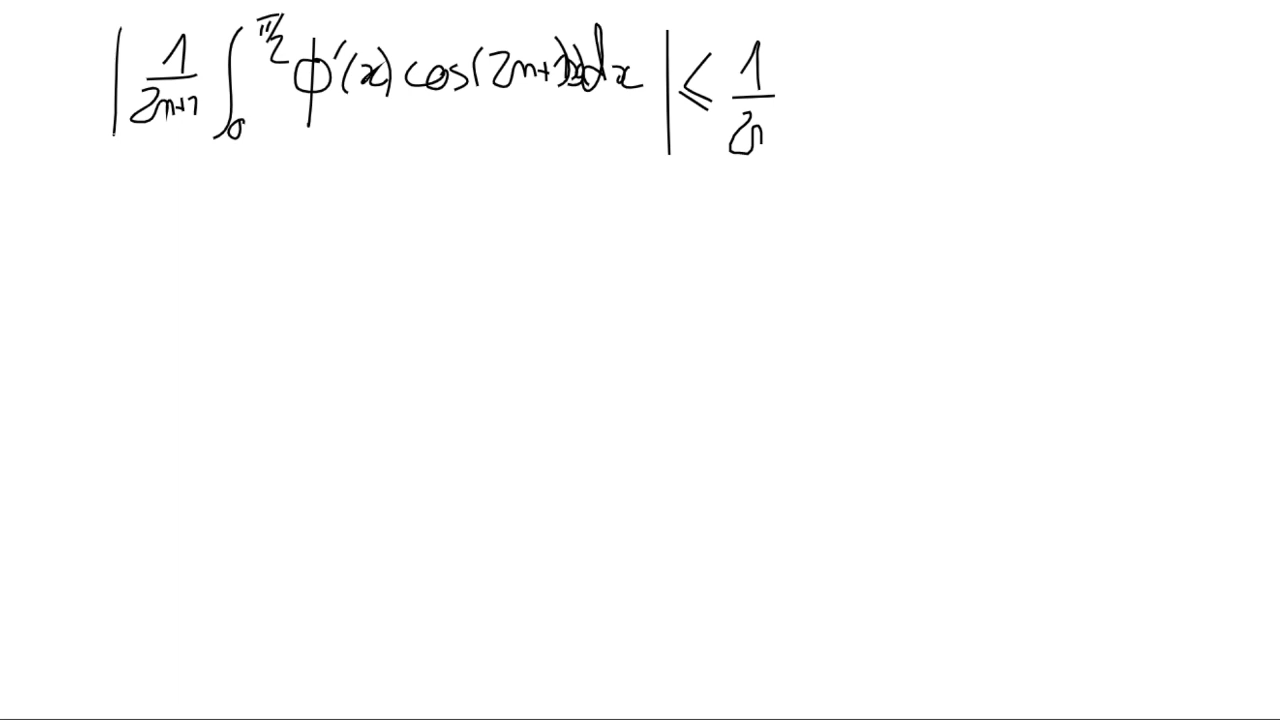 | 1/(2n+1) ∫₀^{π/2} ϕ'(x) cos((2n+1)x) dx | ≤ 1/(2n